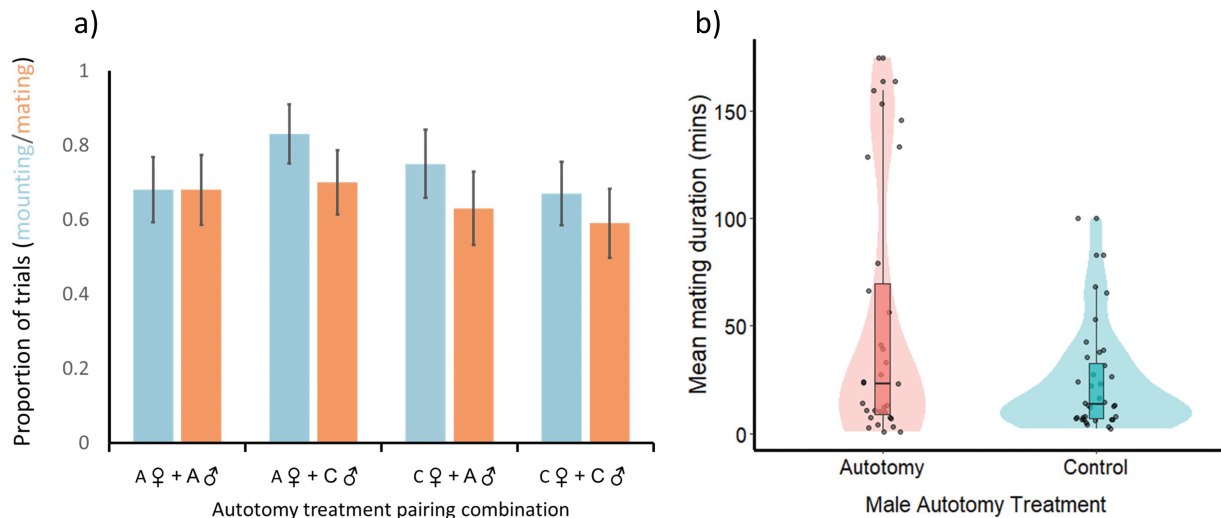 a)
Proportion of trials (mounting/mating)
1
0.8
0.6
0.4
0.2
0
A♀ + A♂
A♀ + C♂
C♀ + A♂
C♀ + C♂
Autotomy treatment pairing combination
b)
Mean mating duration (mins)
150
100
50
0
Autotomy
Control
Male Autotomy Treatment